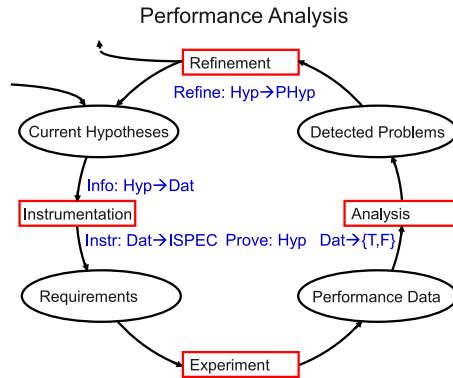 Performance Analysis
Refinement
Refine: Hyp→PHyp
Current Hypotheses
Detected Problems
Info: Hyp→Dat
Instrumentation
Analysis
Instr: Dat→ISPEC
Prove: Hyp Dat→{T,F}
Requirements
Performance Data
Experiment